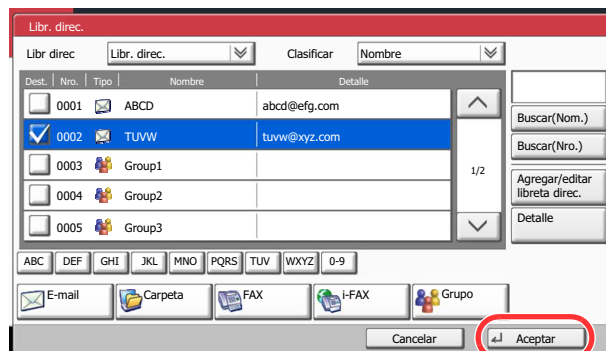 Libr. direc.
Libr direc Libr. direc. Clasificar Nombre
Dest. Nro. Tipo Nombre Detalle
0001 ABCD abcd@efg.com
Buscar(Nom.)
0002 TUVW tuvw@xyz.com
Buscar(Nro.)
0003 Group1
1/2
Agregar/editar
libreta direc.
0004 Group2
Detalle
0005 Group3
ABC DEF GHI JKL MNO PQRS TUV WXYZ 0-9
E-mail Carpeta FAX i-FAX Grupo
Cancelar Aceptar